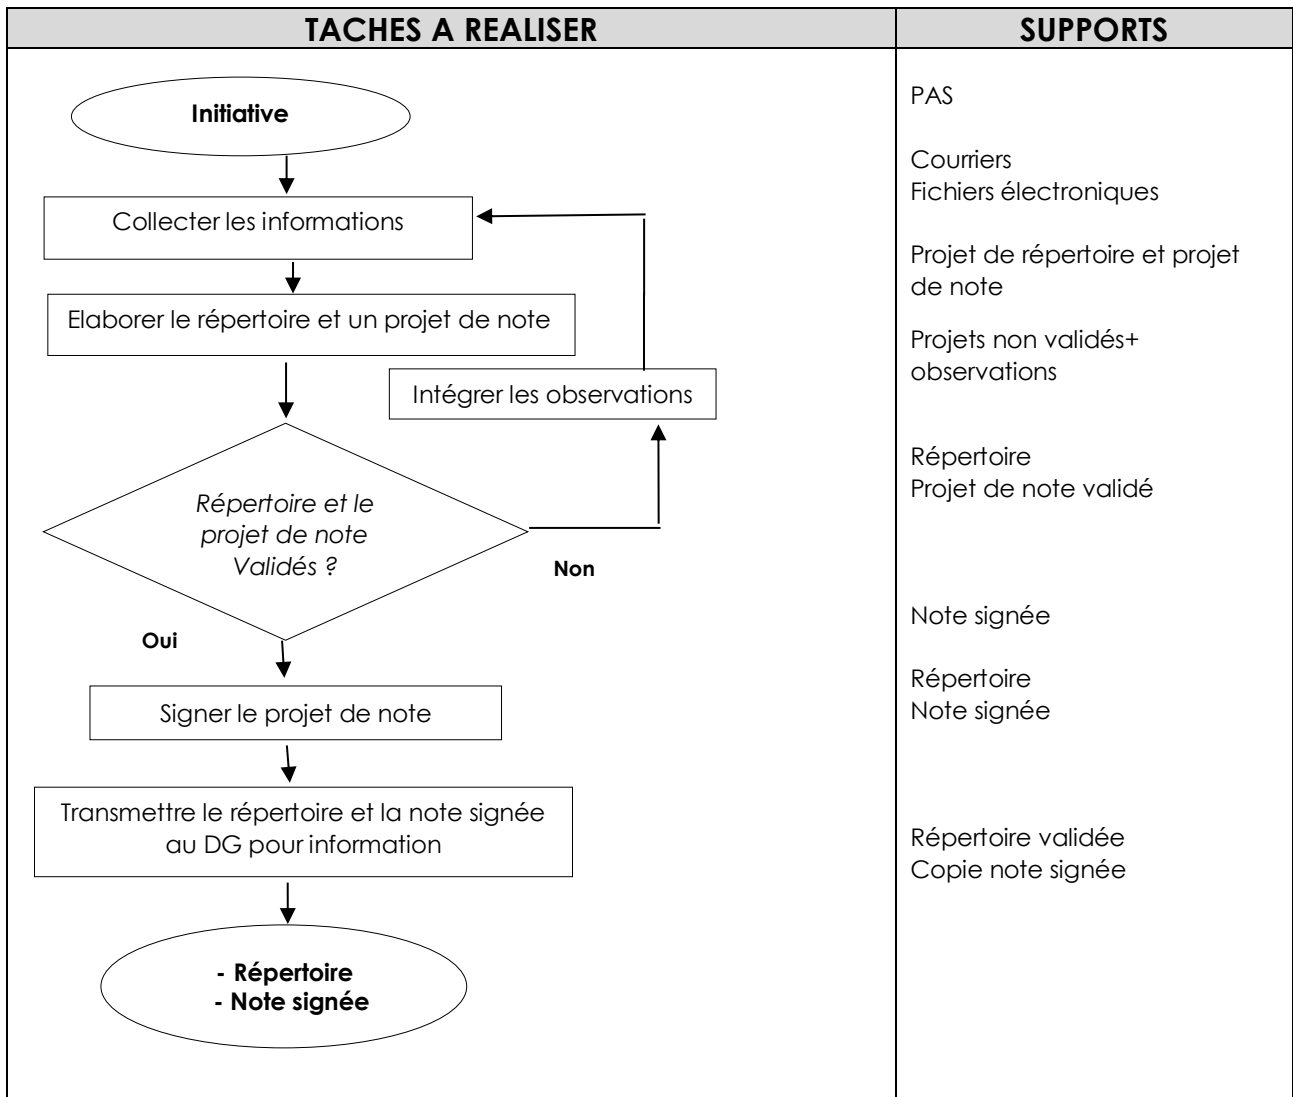 TACHES A REALISER
SUPPORTS
Initiative
Collecter les informations
Elaborer le répertoire et un projet de note
Intégrer les observations
Répertoire et le
projet de note
Validés ?
Non
Oui
Signer le projet de note
Transmettre le répertoire et la note signée
au DG pour information
- Répertoire
- Note signée
PAS
Courriers
Fichiers électroniques
Projet de répertoire et projet
de note
Projets non validés+
observations
Répertoire
Projet de note validé
Note signée
Répertoire
Note signée
Répertoire validée
Copie note signée